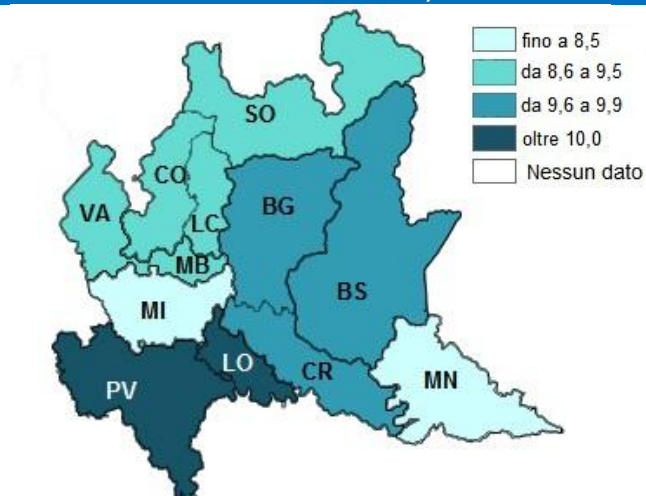 fino a 8,5
da 8,6 a 9,5
da 9,6 a 9,9
oltre 10,0
Nessun dato
SO
CO
VA
LC
BG
MB
MI
BS
LO
CR
PV
MN